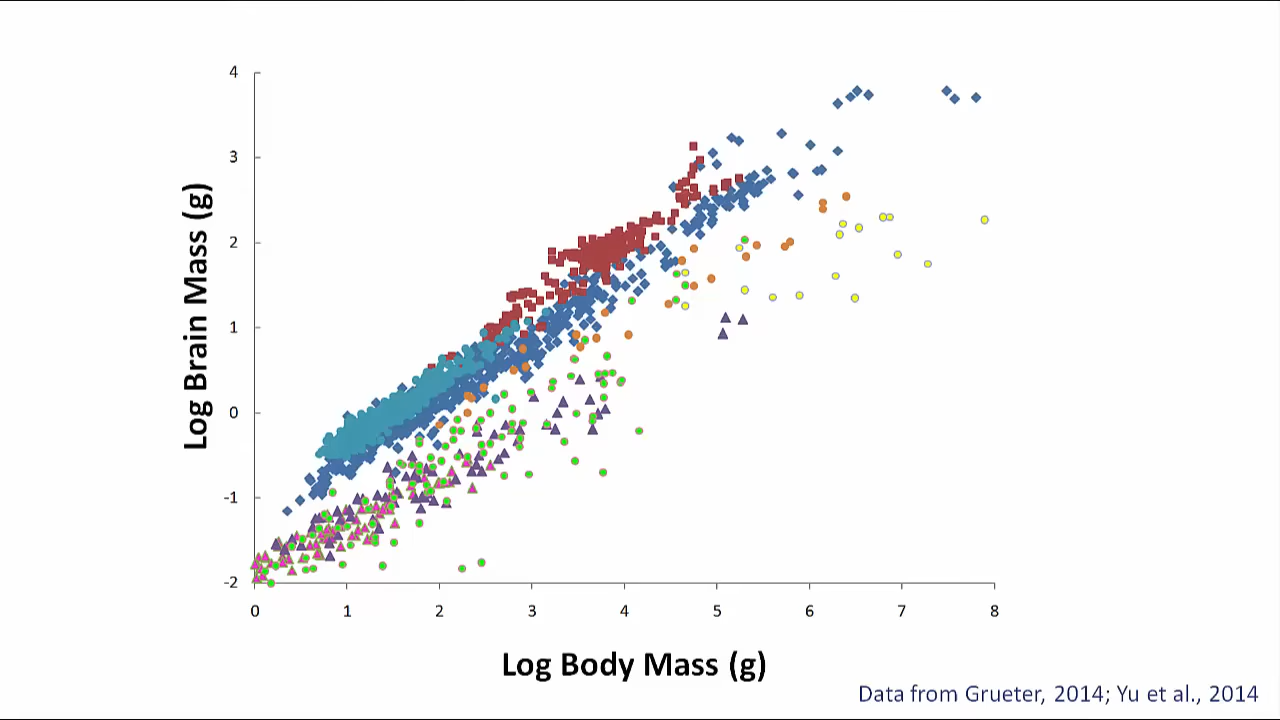 4
3
2
1
0
-1
-2
0 1 2 3 4 5 6 7 8
Log Brain Mass (g)
Log Body Mass (g)
Data from Grueter, 2014; Yu et al., 2014